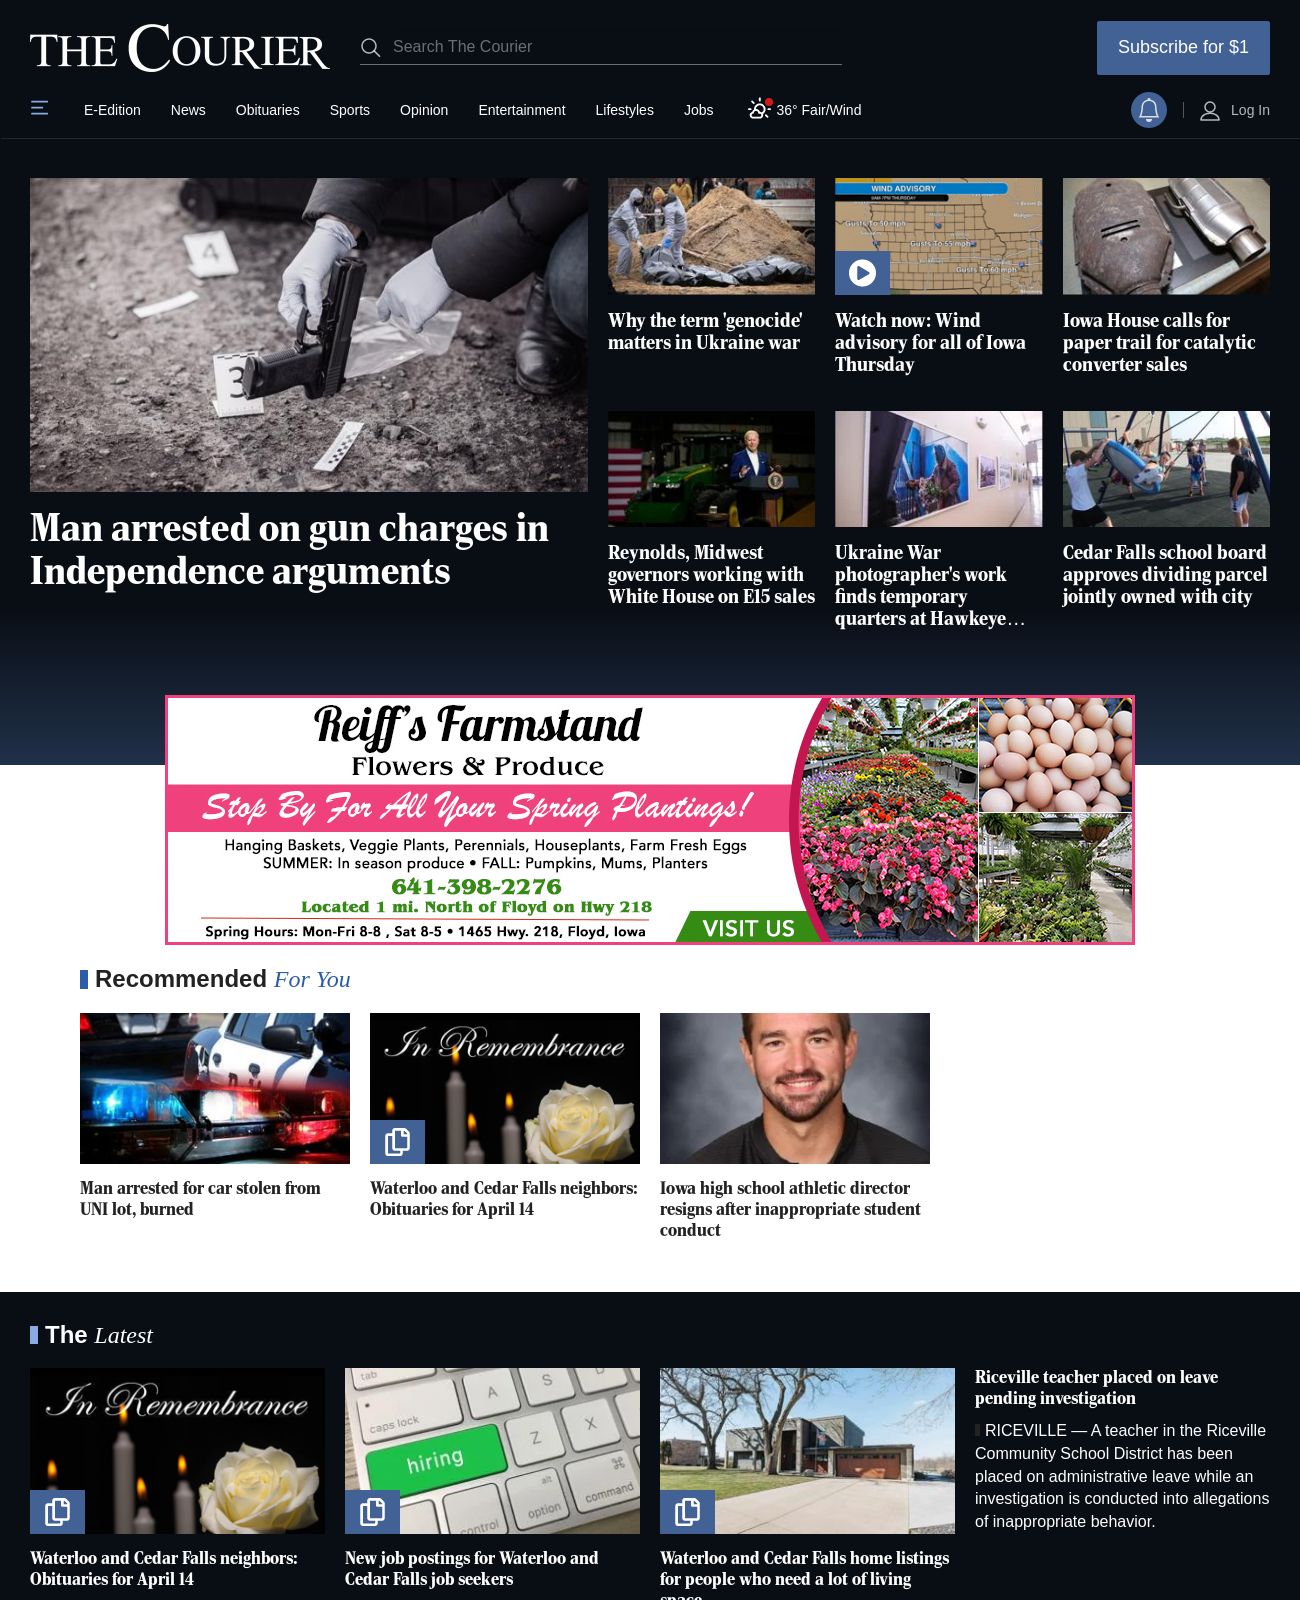 THE COURIER
Search The Courier
Subscribe for $1
E-Edition
News
Obituaries
Sports
Opinion
Entertainment
Lifestyles
Jobs
36° Fair/Wind
Log In
4
3
WIND ADVISORY
9AM-7PM THURSDAY
Gusts To 50 mph
Gusts To 55 mph
Gusts To 60 mph
Man arrested on gun charges in
Independence arguments
Why the term 'genocide'
matters in Ukraine war
Watch now: Wind
advisory for all of Iowa
Thursday
Iowa House calls for
paper trail for catalytic
converter sales
Reynolds, Midwest
governors working with
White House on E15 sales
Ukraine War
photographer's work
finds temporary
quarters at Hawkeye…
Cedar Falls school board
approves dividing parcel
jointly owned with city
Reiff's Farmstand
Flowers & Produce
Stop By For All Your Spring Plantings!
Hanging Baskets, Veggie Plants, Perennials, Houseplants, Farm Fresh Eggs
SUMMER: In season produce • FALL: Pumpkins, Mums, Planters
641-398-2276
Located 1 mi. North of Floyd on Hwy 218
Spring Hours: Mon-Fri 8-8 , Sat 8-5 • 1465 Hwy. 218, Floyd, Iowa
VISIT US
Recommended For You
In Remembrance
Man arrested for car stolen from
UNI lot, burned
Waterloo and Cedar Falls neighbors:
Obituaries for April 14
Iowa high school athletic director
resigns after inappropriate student
conduct
The Latest
In Remembrance
tab
A
S
D
caps lock
Z
X
hiring
alt
⌘
control
option
command
Waterloo and Cedar Falls neighbors:
Obituaries for April 14
New job postings for Waterloo and
Cedar Falls job seekers
Waterloo and Cedar Falls home listings
for people who need a lot of living
space
Riceville teacher placed on leave
pending investigation
RICEVILLE — A teacher in the Riceville
Community School District has been
placed on administrative leave while an
investigation is conducted into allegations
of inappropriate behavior.